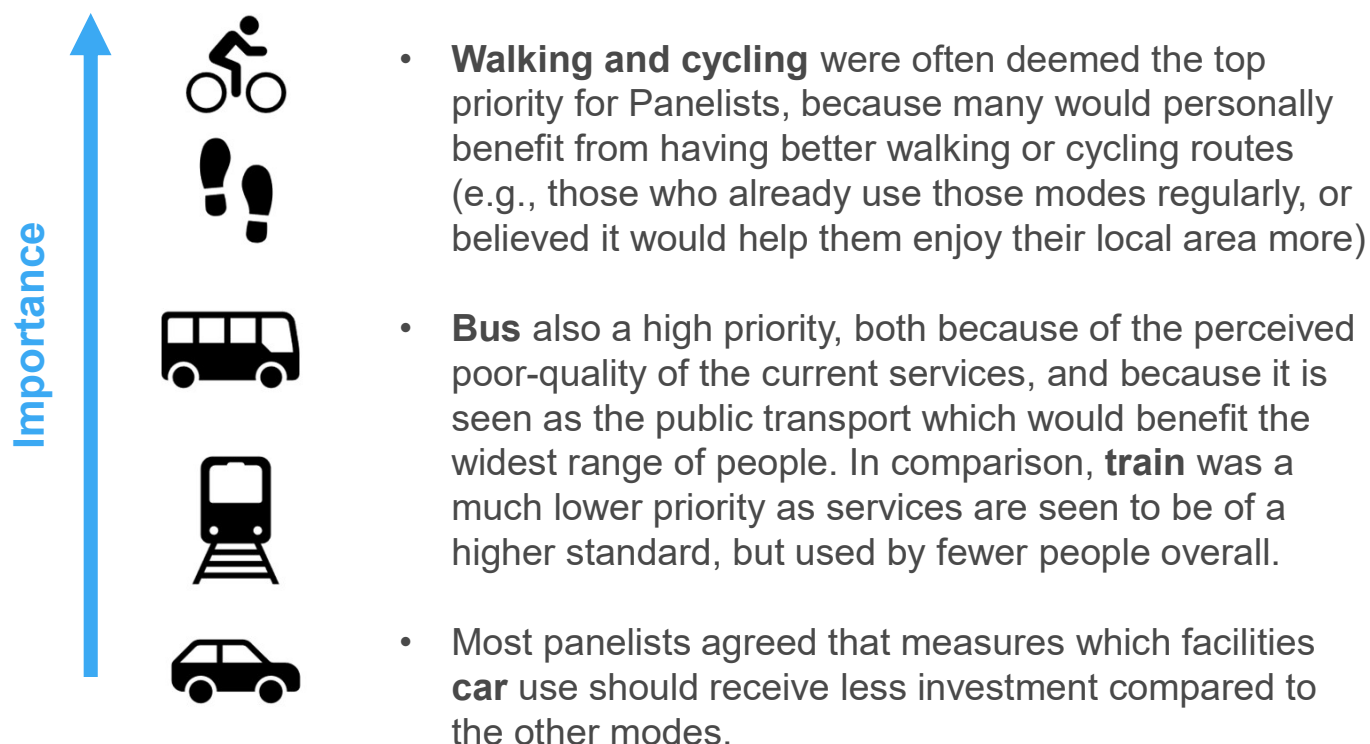 Importance
• Walking and cycling were often deemed the top
priority for Panelists, because many would personally
benefit from having better walking or cycling routes
(e.g., those who already use those modes regularly, or
believed it would help them enjoy their local area more)
• Bus also a high priority, both because of the perceived
poor-quality of the current services, and because it is
seen as the public transport which would benefit the
widest range of people. In comparison, train was a
much lower priority as services are seen to be of a
higher standard, but used by fewer people overall.
• Most panelists agreed that measures which facilities
car use should receive less investment compared to
the other modes.